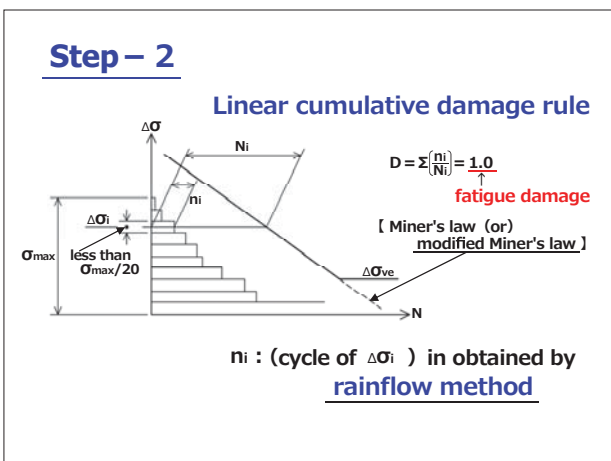 Step – 2
Linear cumulative damage rule
Δσ
Ni
ni
D = Σ(ni/Ni) = 1.0
fatigue damage
【 Miner's law (or)
modified Miner's law 】
Δσi
σmax
less than
σmax/20
Δσve
N
ni : (cycle of Δσi ) in obtained by
rainflow method